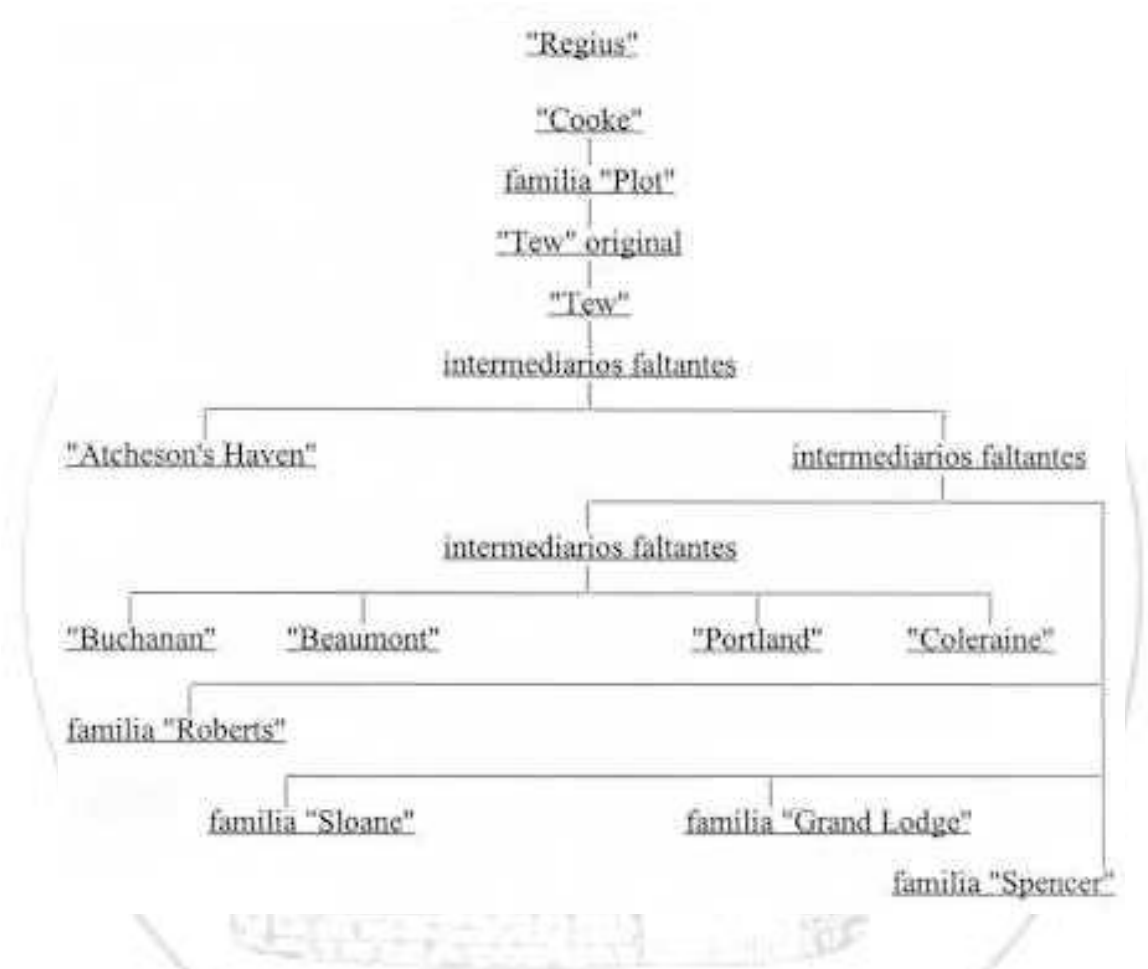 "Regius"
"Cooke"
familia "Plot"
"Tew" original
"Tew"
intermediarios faltantes
"Atcheson's Haven" intermediarios faltantes
intermediarios faltantes
"Buchanan" "Beaumont" "Portland" "Coleraine"
familia "Roberts"
familia "Sloane" familia "Grand Lodge"
familia "Spencer"